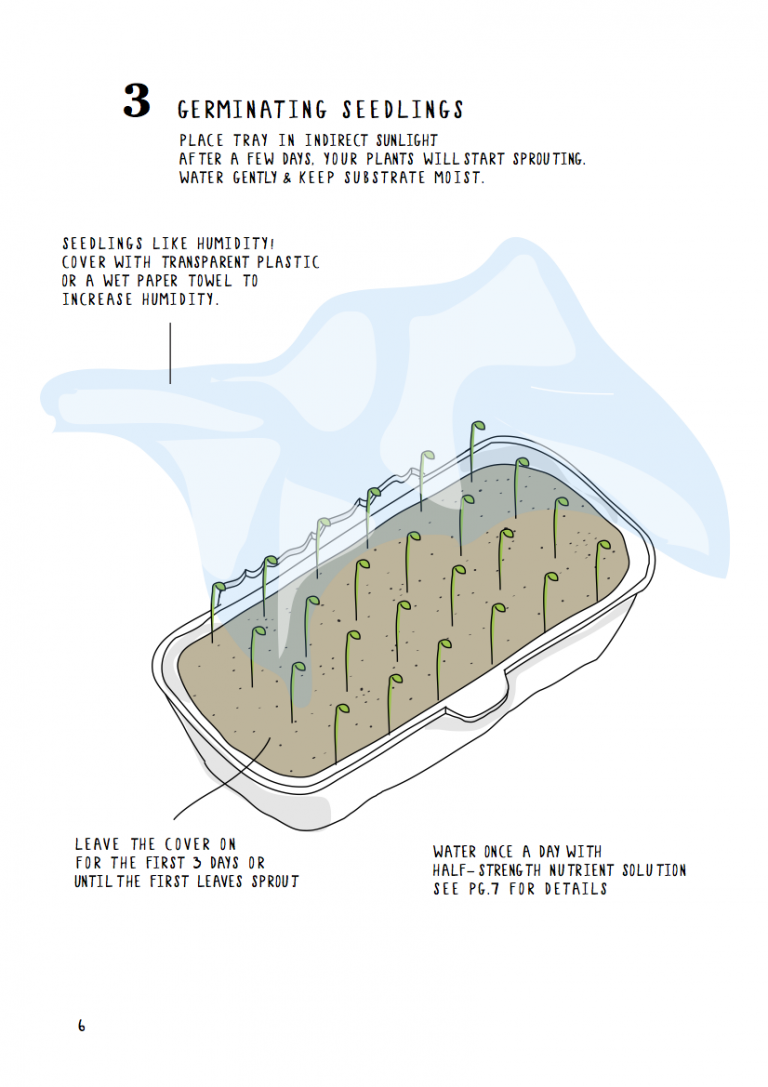 3 GERMINATING SEEDLINGS
PLACE TRAY IN INDIRECT SUNLIGHT
AFTER A FEW DAYS, YOUR PLANTS WILL START SPROUTING.
WATER GENTLY & KEEP SUBSTRATE MOIST.
SEEDLINGS LIKE HUMIDITY!
COVER WITH TRANSPARENT PLASTIC
OR A WET PAPER TOWEL TO
INCREASE HUMIDITY.
LEAVE THE COVER ON
FOR THE FIRST 3 DAYS OR
UNTIL THE FIRST LEAVES SPROUT
WATER ONCE A DAY WITH
HALF-STRENGTH NUTRIENT SOLUTION
SEE PG.7 FOR DETAILS
6